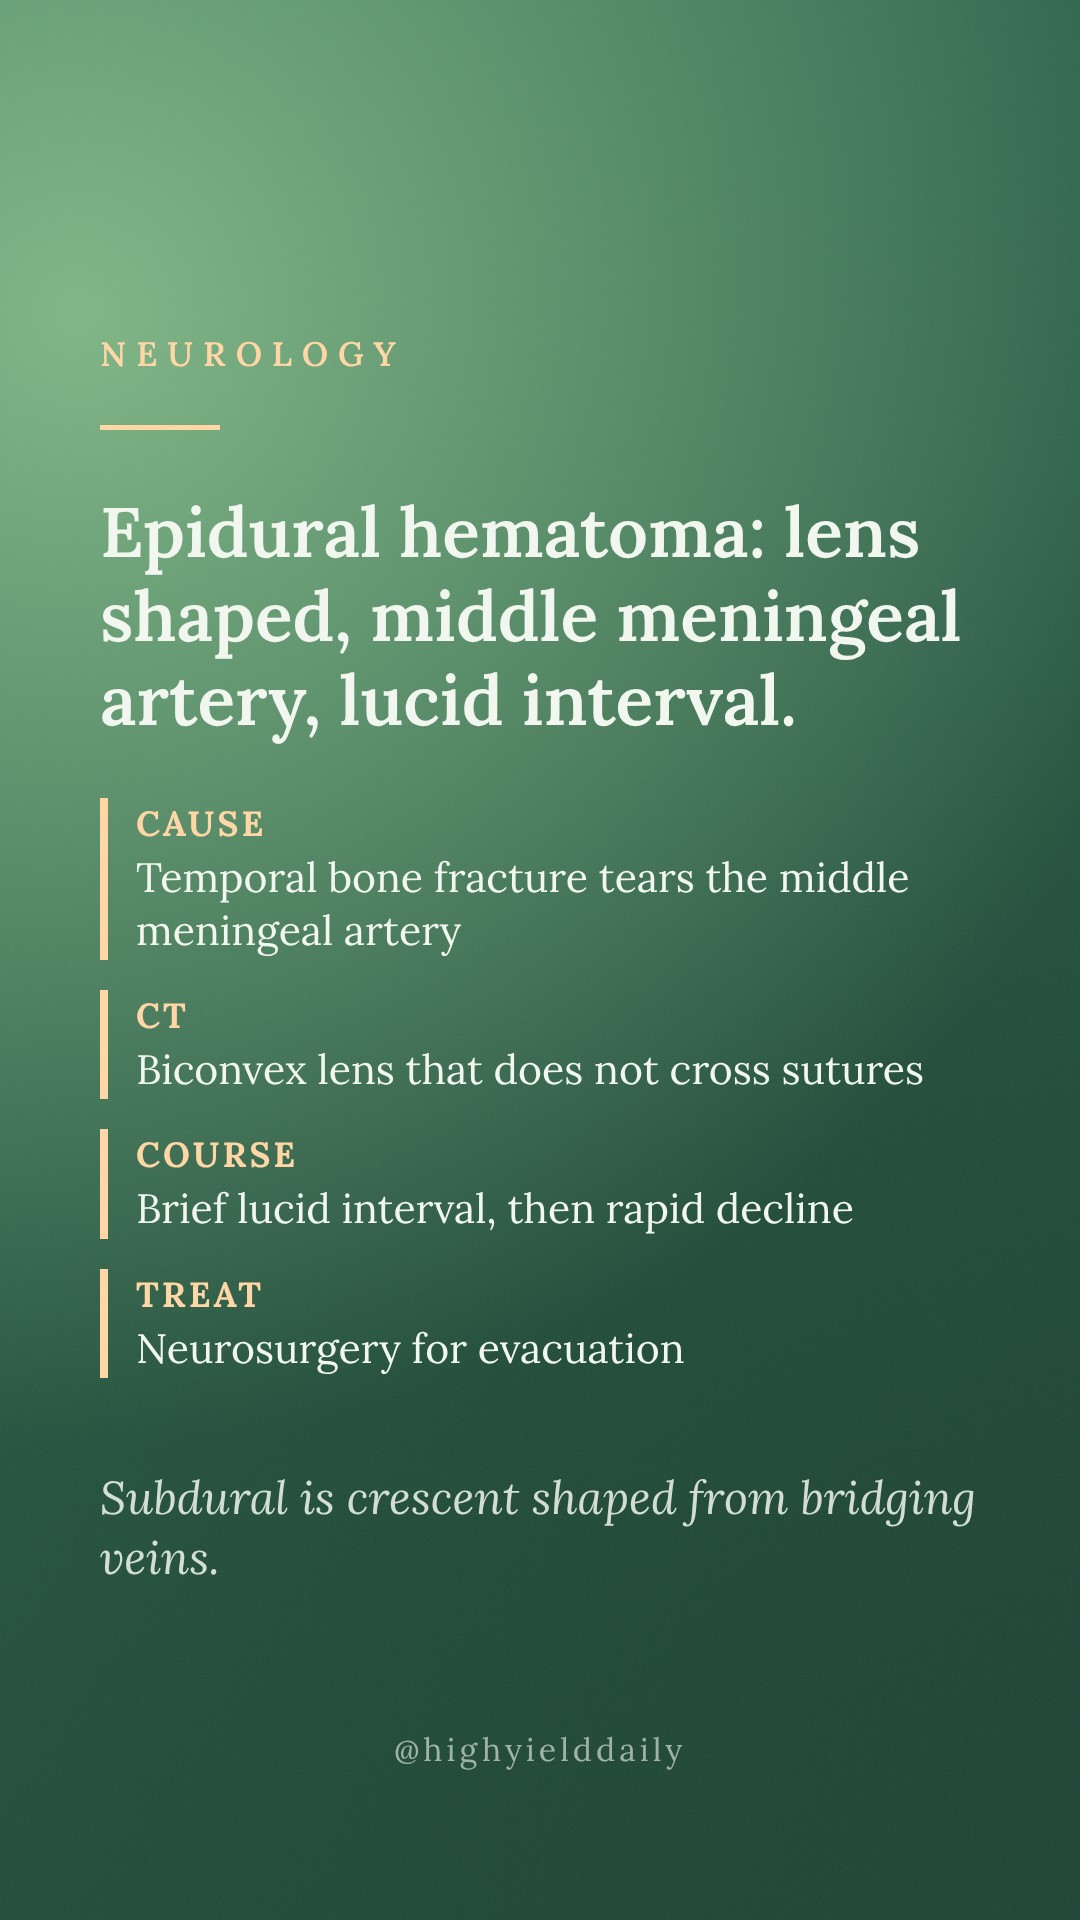 NEUROLOGY
Epidural hematoma: lens
shaped, middle meningeal
artery, lucid interval.
CAUSE
Temporal bone fracture tears the middle
meningeal artery
CT
Biconvex lens that does not cross sutures
COURSE
Brief lucid interval, then rapid decline
TREAT
Neurosurgery for evacuation
Subdural is crescent shaped from bridging
veins.
@highyielddaily